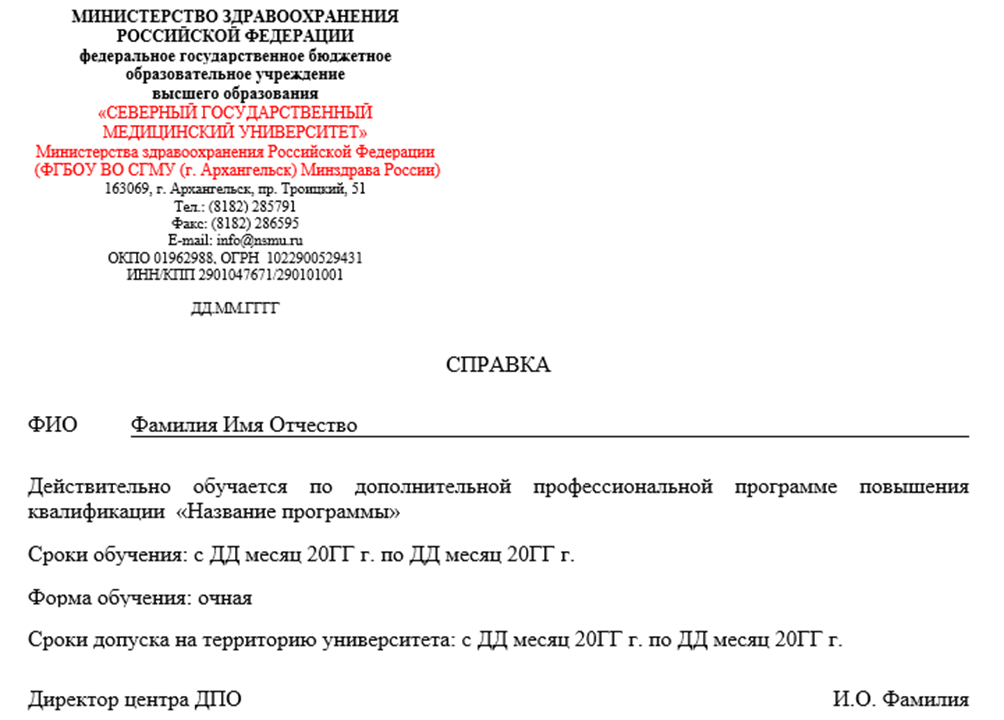 МИНИСТЕРСТВО ЗДРАВООХРАНЕНИЯ
РОССИЙСКОЙ ФЕДЕРАЦИИ
федеральное государственное бюджетное
образовательное учреждение
высшего образования
«СЕВЕРНЫЙ ГОСУДАРСТВЕННЫЙ
МЕДИЦИНСКИЙ УНИВЕРСИТЕТ»
Министерства здравоохранения Российской Федерации
(ФГБОУ ВО СГМУ (г. Архангельск) Минздрава России)
163069, г. Архангельск, пр. Троицкий, 51
Тел.: (8182) 285791
Факс: (8182) 286595
E-mail: info@nsmu.ru
ОКПО 01962988, ОГРН 1022900529431
ИНН/КПП 2901047671/290101001
ДД.ММ.ГГГГ
СПРАВКА
ФИО Фамилия Имя Отчество
Действительно обучается по дополнительной профессиональной программе повышения
квалификации «Название программы»
Сроки обучения: с ДД месяц 20ГГ г. по ДД месяц 20ГГ г.
Форма обучения: очная
Сроки допуска на территорию университета: с ДД месяц 20ГГ г. по ДД месяц 20ГГ г.
Директор центра ДПО И.О. Фамилия